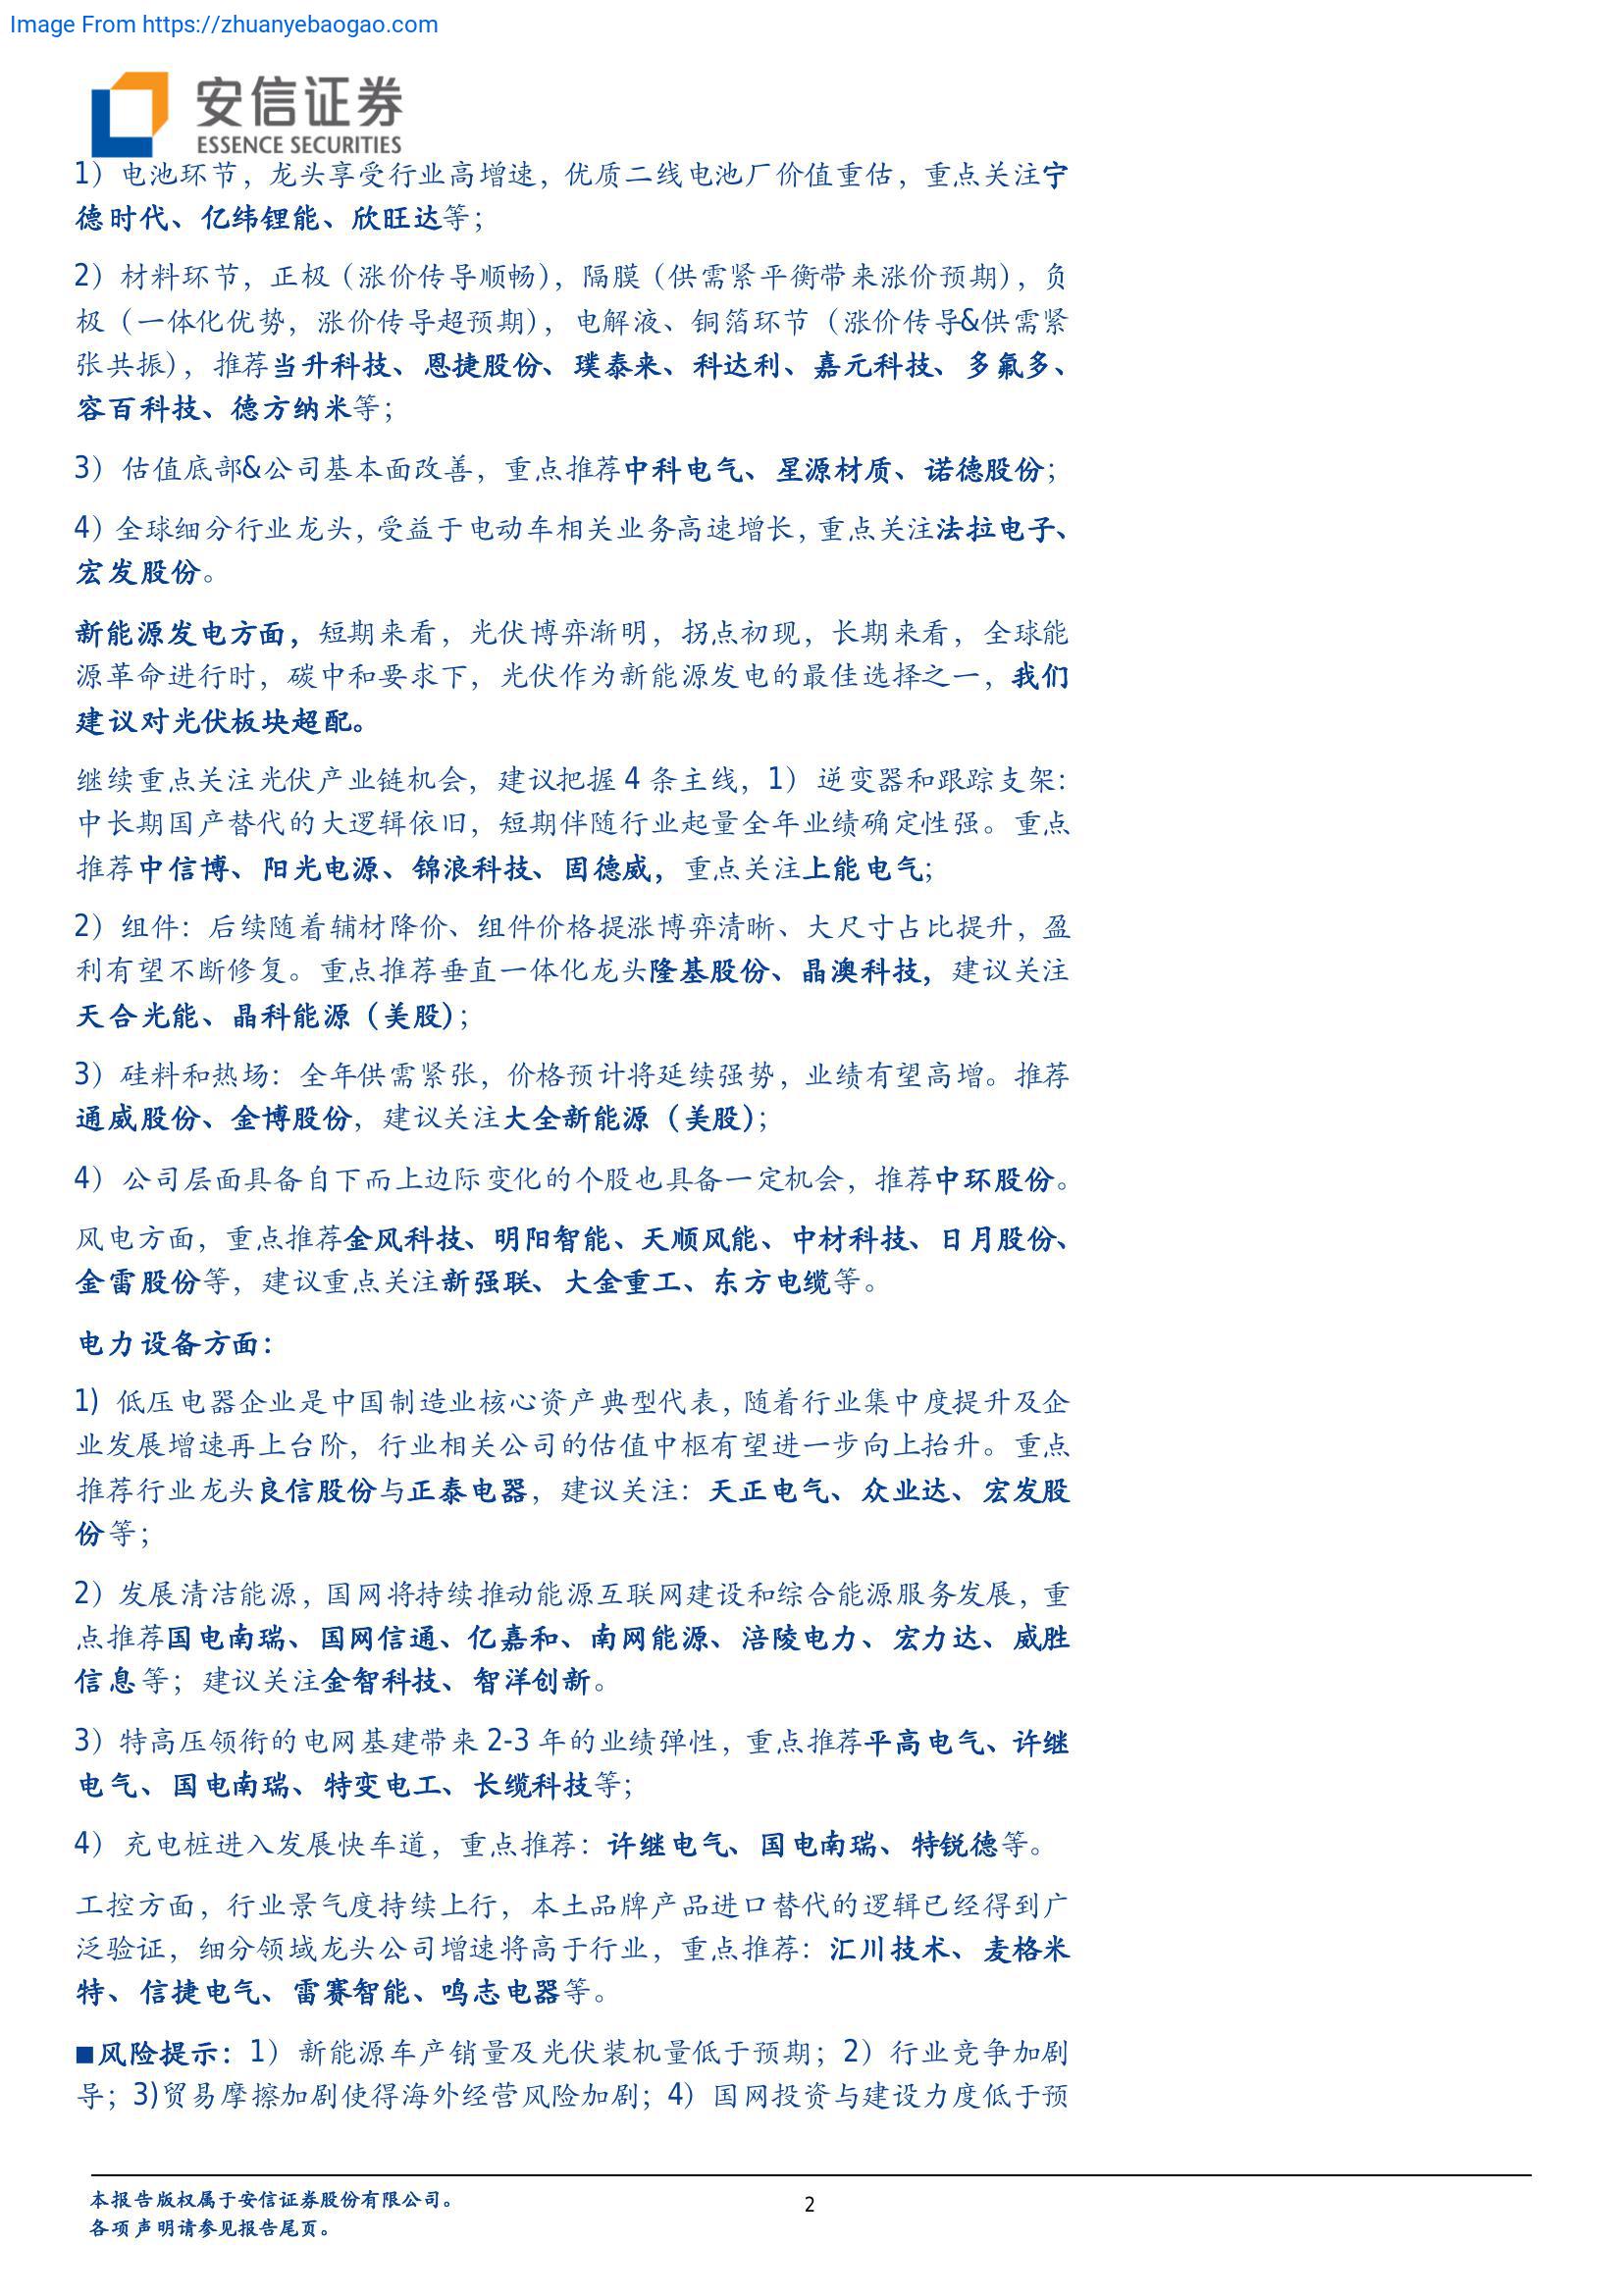 Image From https://zhuanyebaogao.com
安信证券
ESSENCE SECURITIES
1）电池环节，龙头享受行业高增速，优质二线电池厂价值重估，重点关注宁
德时代、亿纬锂能、欣旺达等；
2）材料环节，正极（涨价传导顺畅），隔膜（供需紧平衡带来涨价预期），负
极（一体化优势，涨价传导超预期），电解液、铜箔环节（涨价传导&供需紧
张共振），推荐当升科技、恩捷股份、璞泰来、科达利、嘉元科技、多氟多、
容百科技、德方纳米等；
3）估值底部&公司基本面改善，重点推荐中科电气、星源材质、诺德股份；
4）全球细分行业龙头，受益于电动车相关业务高速增长，重点关注法拉电子、
宏发股份。
新能源发电方面，短期来看，光伏博弈渐明，拐点初现，长期来看，全球能
源革命进行时，碳中和要求下，光伏作为新能源发电的最佳选择之一，我们
建议对光伏板块超配。
继续重点关注光伏产业链机会，建议把握 4 条主线，1）逆变器和跟踪支架：
中长期国产替代的大逻辑依旧，短期伴随行业起量全年业绩确定性强。重点
推荐中信博、阳光电源、锦浪科技、固德威，重点关注上能电气；
2）组件：后续随着辅材降价、组件价格提涨博弈清晰、大尺寸占比提升，盈
利有望不断修复。重点推荐垂直一体化龙头隆基股份、晶澳科技，建议关注
天合光能、晶科能源（美股）；
3）硅料和热场：全年供需紧张，价格预计将延续强势，业绩有望高增。推荐
通威股份、金博股份，建议关注大全新能源（美股）；
4）公司层面具备自下而上边际变化的个股也具备一定机会，推荐中环股份。
风电方面，重点推荐金风科技、明阳智能、天顺风能、中材科技、日月股份、
金雷股份等，建议重点关注新强联、大金重工、东方电缆等。
电力设备方面：
1) 低压电器企业是中国制造业核心资产典型代表，随着行业集中度提升及企
业发展增速再上台阶，行业相关公司的估值中枢有望进一步向上抬升。重点
推荐行业龙头良信股份与正泰电器，建议关注：天正电气、众业达、宏发股
份等；
2）发展清洁能源，国网将持续推动能源互联网建设和综合能源服务发展，重
点推荐国电南瑞、国网信通、亿嘉和、南网能源、涪陵电力、宏力达、威胜
信息等；建议关注金智科技、智洋创新。
3）特高压领衔的电网基建带来 2-3 年的业绩弹性，重点推荐平高电气、许继
电气、国电南瑞、特变电工、长缆科技等；
4）充电桩进入发展快车道，重点推荐：许继电气、国电南瑞、特锐德等。
工控方面，行业景气度持续上行，本土品牌产品进口替代的逻辑已经得到广
泛验证，细分领域龙头公司增速将高于行业，重点推荐：汇川技术、麦格米
特、信捷电气、雷赛智能、鸣志电器等。
■风险提示：1）新能源车产销量及光伏装机量低于预期；2）行业竞争加剧
导；3)贸易摩擦加剧使得海外经营风险加剧；4）国网投资与建设力度低于预
本报告版权属于安信证券股份有限公司。
2
各项声明请参见报告尾页。